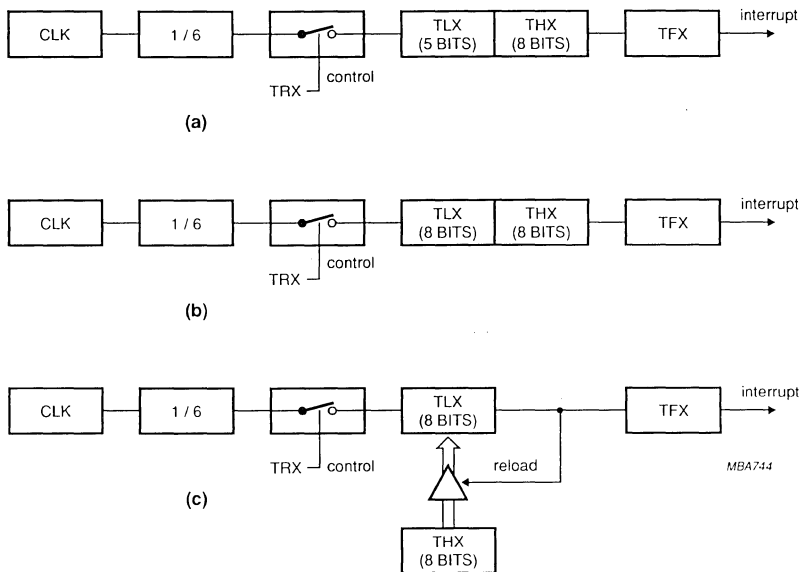 CLK 1 / 6 TLX (5 BITS) THX (8 BITS) TFX interrupt
TRX control
(a)
CLK 1 / 6 TLX (8 BITS) THX (8 BITS) TFX interrupt
TRX control
(b)
CLK 1 / 6 TLX (8 BITS) TFX interrupt
TRX control reload MBA744
(c)
THX (8 BITS)